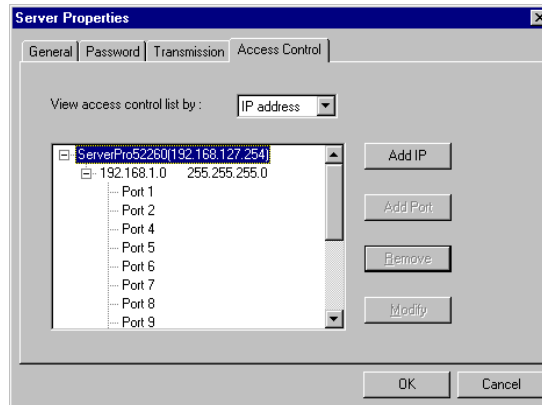 Server Properties
General Password Transmission Access Control
View access control list by : IP address
ServerPro52260(192.168.127.254)
192.168.1.0 255.255.255.0
Port 1
Port 2
Port 4
Port 5
Port 6
Port 7
Port 8
Port 9
Add IP
Add Port
Remove
Modify
OK Cancel